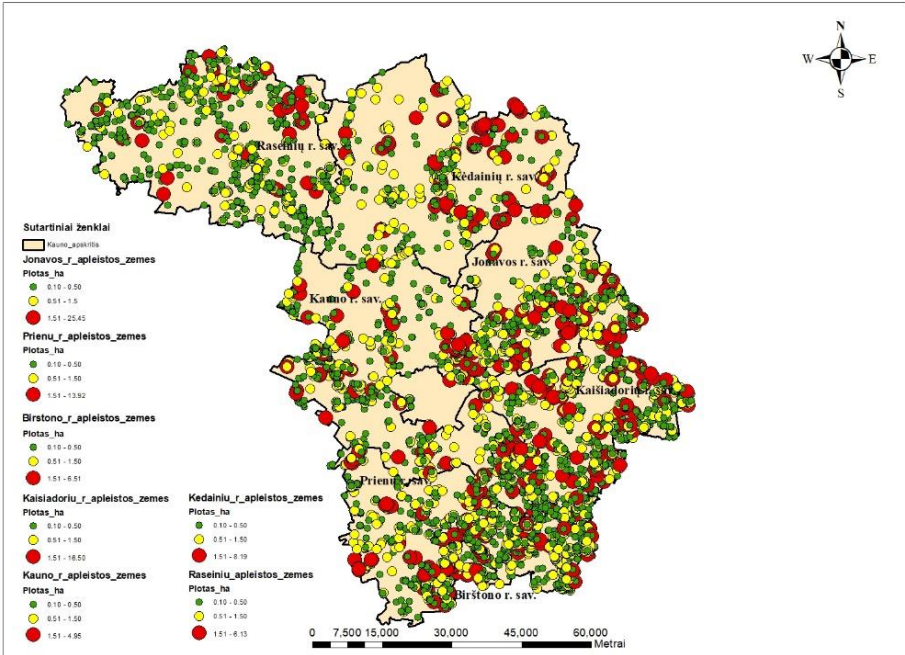 N
W E
S
Raseinių r. sav.
Kėdainių r. sav.
Jonavos r. sav.
Kauno r. sav.
Kaišiadorių r. sav.
Prienų r. sav.
Birštono r. sav.
Sutartiniai ženklai
Kauno_apskritis
Jonavos_r_apleistos_zemes
Plotas_ha
0.10 - 0.50
0.51 - 1.5
1.51 - 25.45
Prienu_r_apleistos_zemes
Plotas_ha
0.10 - 0.50
0.51 - 1.50
1.51 - 13.92
Birstono_r_apleistos_zemes
Plotas_ha
0.10 - 0.50
0.51 - 1.50
1.51 - 6.51
Kaisiadoriu_r_apleistos_zemes
Plotas_ha
0.10 - 0.50
0.51 - 1.50
1.51 - 16.50
Kauno_r_apleistos_zemes
Plotas_ha
0.10 - 0.50
0.51 - 1.50
1.51 - 4.95
Kedainiu_r_apleistos_zemes
Plotas_ha
0.10 - 0.50
0.51 - 1.50
1.51 - 8.19
Raseiniu_apleistos_zemes
Plotas_ha
0.10 - 0.50
0.51 - 1.50
1.51 - 6.13
0 7,500 15,000 30,000 45,000 60,000
Metrai